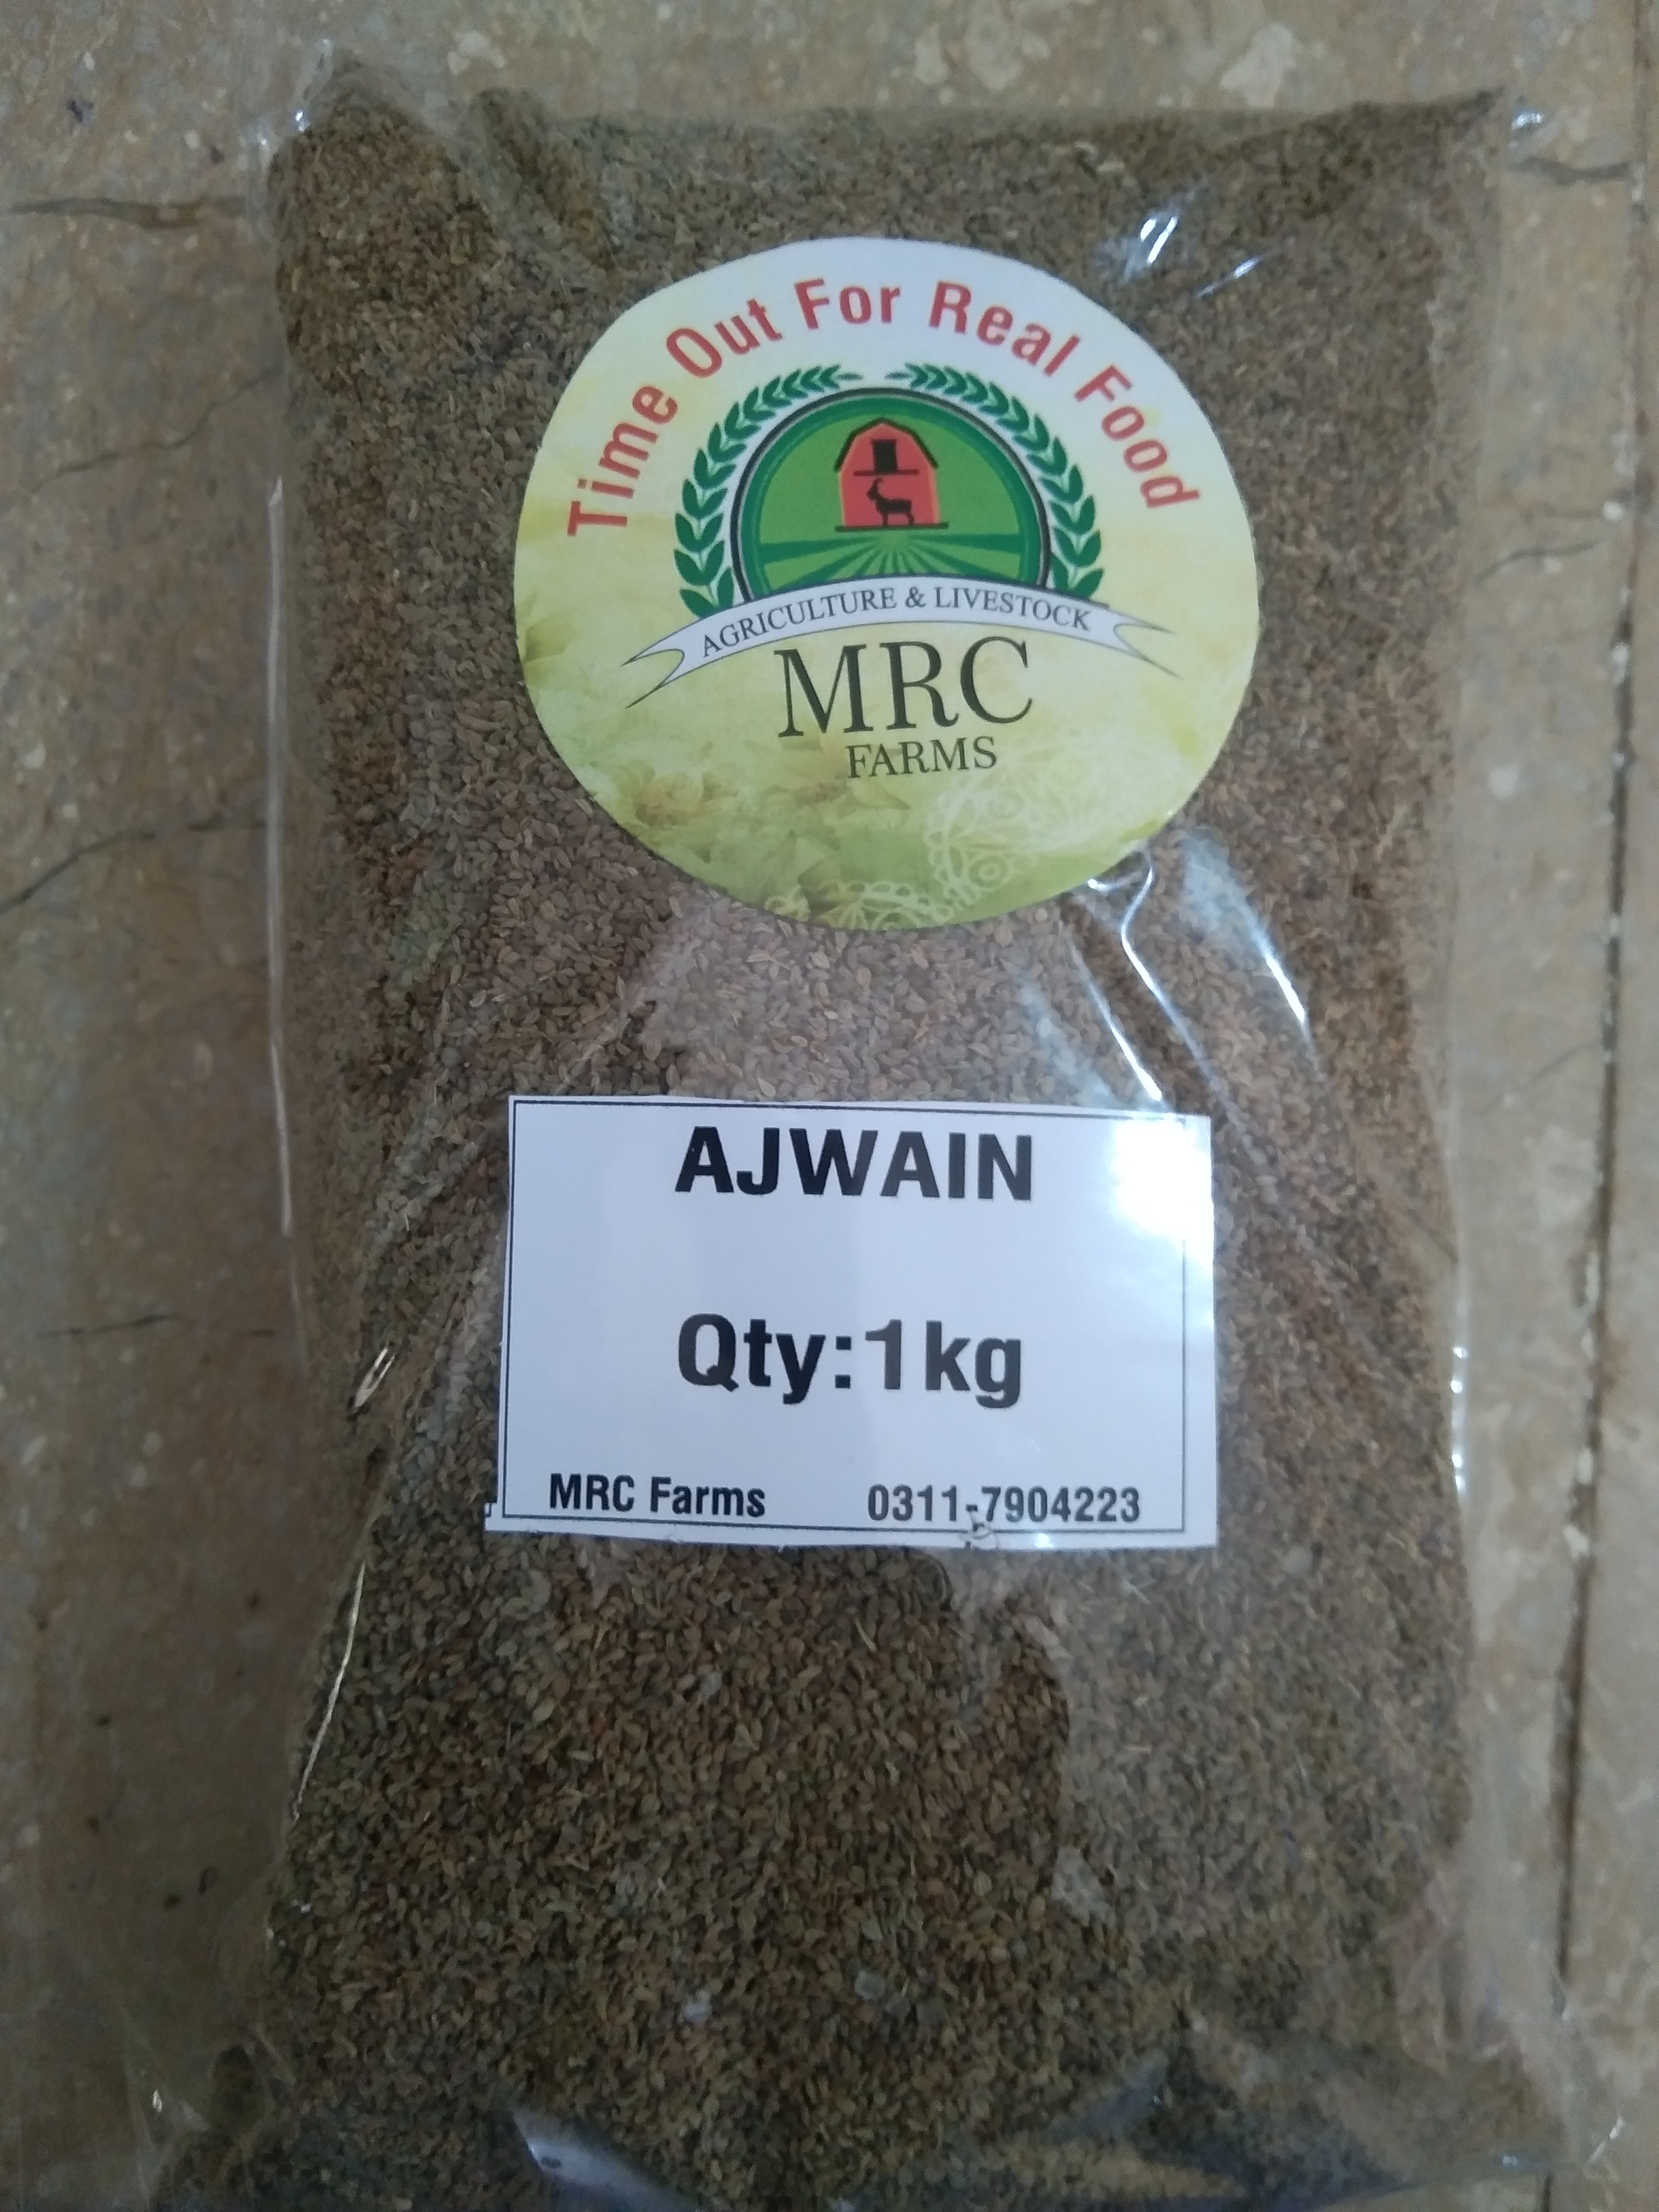 Time Out For Real Food
AGRICULTURE & LIVESTOCK
MRC
FARMS
AJWAIN
Qty:1kg
MRC Farms 0311-7904223